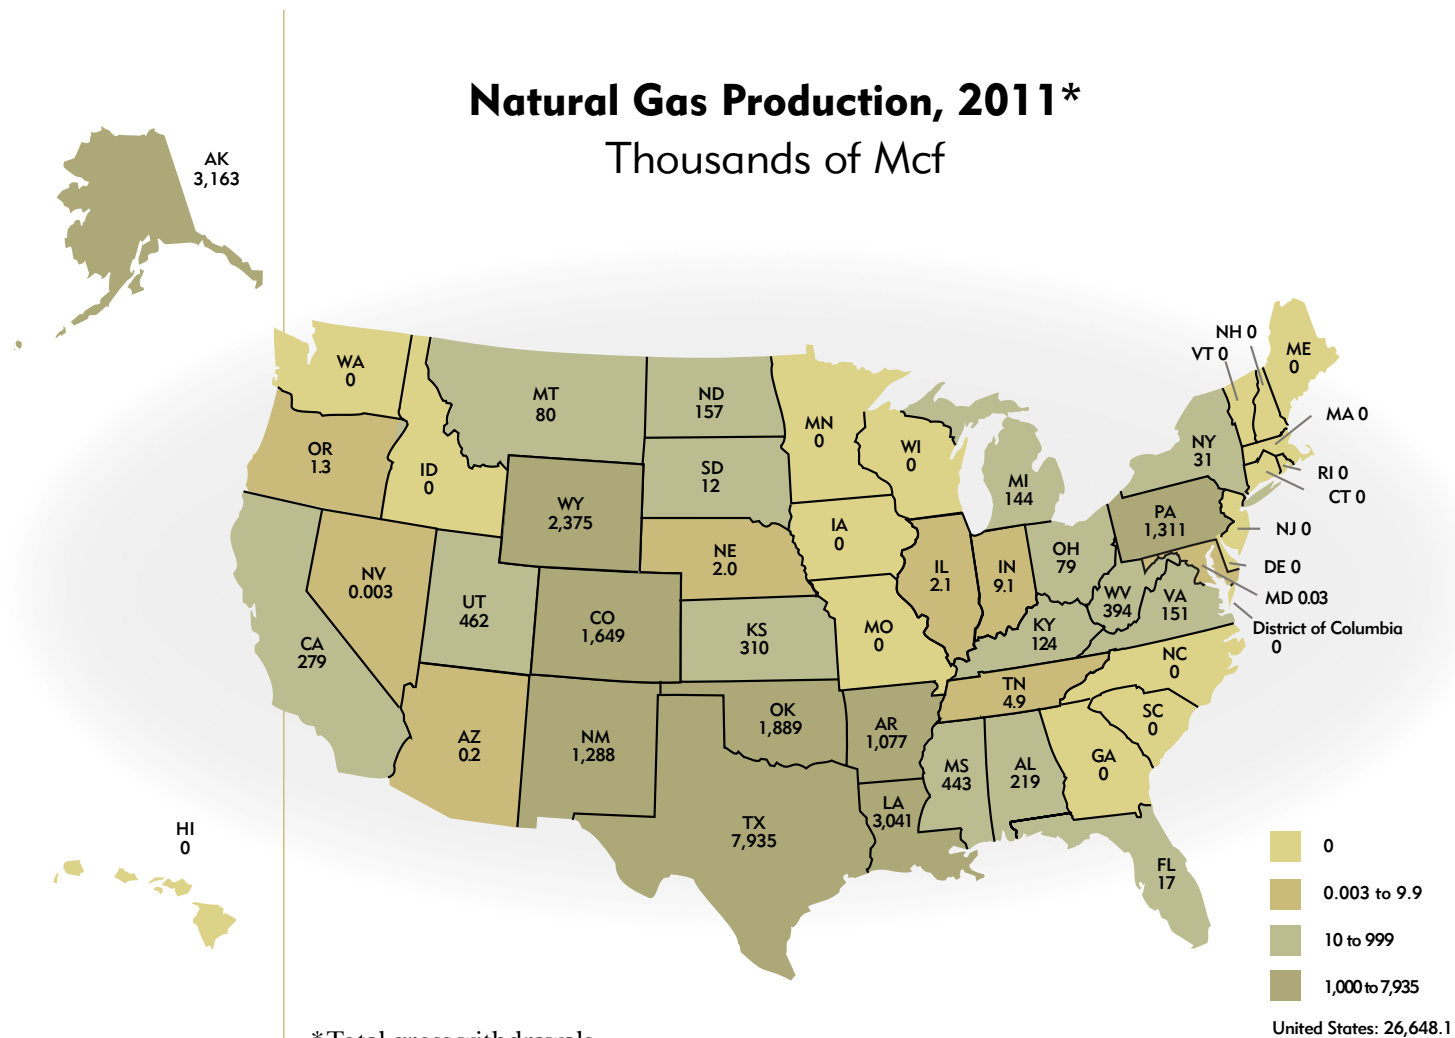 Natural Gas Production, 2011*
Thousands of Mcf
AK
3,163
NH 0
VT 0
ME
0
WA
0
MT
80
ND
157
MN
0
MA 0
OR
1.3
ID
0
SD
12
WI
0
MI
144
NY
31
RI 0
CT 0
WY
2,375
IA
0
PA
1,311
NJ 0
NE
2.0
IL
2.1
IN
9.1
OH
79
DE 0
NV
0.003
UT
462
CO
1,649
WV
394
VA
151
MD 0.03
District of Columbia
0
CA
279
KS
310
MO
0
KY
124
NC
0
TN
4.9
AZ
0.2
NM
1,288
OK
1,889
AR
1,077
SC
0
MS
443
AL
219
GA
0
HI
0
TX
7,935
LA
3,041
FL
17
0
0.003 to 9.9
10 to 999
1,000 to 7,935
United States: 26,648.1
*Total gross withdrawals